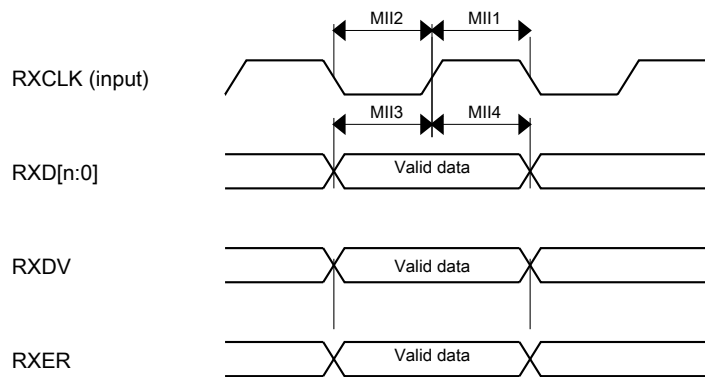 MII2 MII1
RXCLK (input)
MII3 MII4
RXD[n:0] Valid data
RXDV Valid data
RXER Valid data